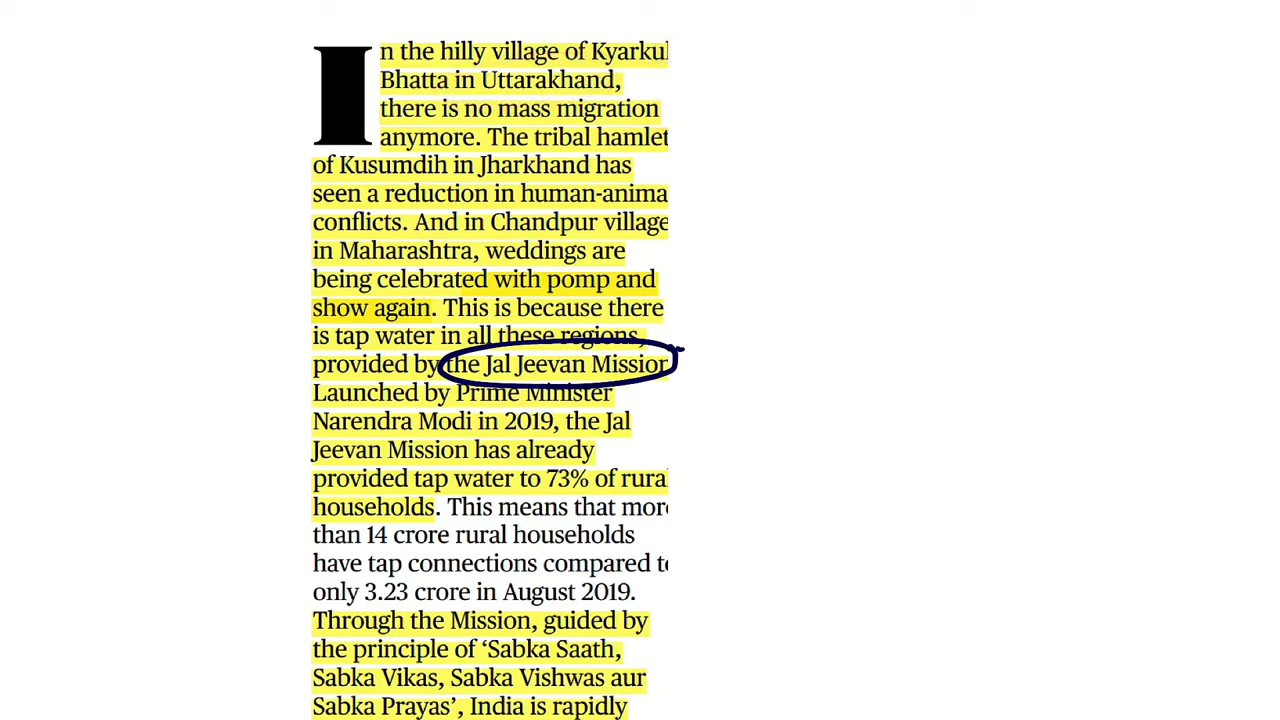 In the hilly village of Kyarkul
Bhatta in Uttarakhand,
there is no mass migration
anymore. The tribal hamlet
of Kusumdih in Jharkhand has
seen a reduction in human-anima
conflicts. And in Chandpur village
in Maharashtra, weddings are
being celebrated with pomp and
show again. This is because there
is tap water in all these regions,
provided by the Jal Jeevan Mission
Launched by Prime Minister
Narendra Modi in 2019, the Jal
Jeevan Mission has already
provided tap water to 73% of rura
households. This means that more
than 14 crore rural households
have tap connections compared to
only 3.23 crore in August 2019.
Through the Mission, guided by
the principle of ‘Sabka Saath,
Sabka Vikas, Sabka Vishwas aur
Sabka Prayas’, India is rapidly